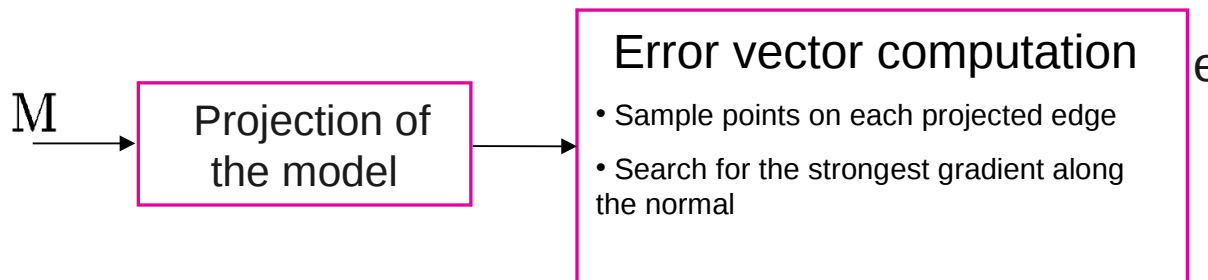 M
Projection of
the model
Error vector computation
• Sample points on each projected edge
• Search for the strongest gradient along
the normal
e